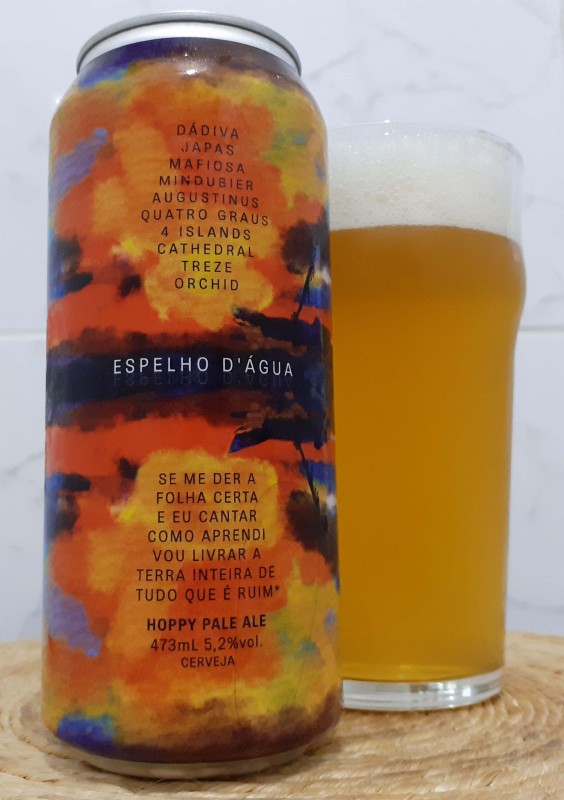 DÁDIVA
JAPAS
MAFIOSA
MINDUBIER
AUGUSTINUS
QUATRO GRAUS
4 ISLANDS
CATHEDRAL
TREZE
ORCHID
ESPELHO D'ÁGUA
ESPELHO D'ÁGUA
SE ME DER A
FOLHA CERTA
E EU CANTAR
COMO APRENDI
VOU LIVRAR A
TERRA INTEIRA DE
TUDO QUE É RUIM*
HOPPY PALE ALE
473mL 5,2%vol.
CERVEJA